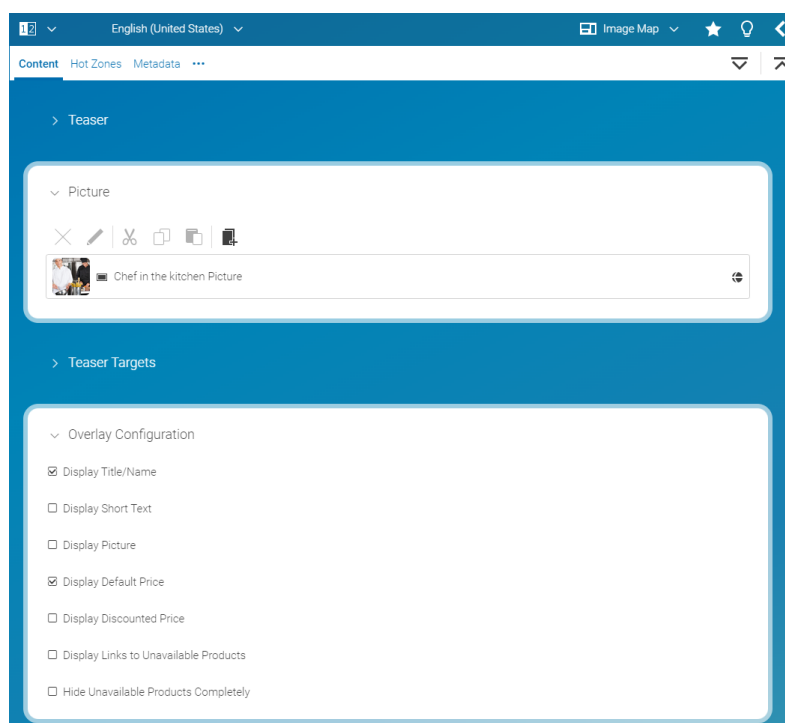 12
English (United States)
Image Map
Content Hot Zones Metadata ...
Teaser
Picture
Chef in the kitchen Picture
Teaser Targets
Overlay Configuration
Display Title/Name
Display Short Text
Display Picture
Display Default Price
Display Discounted Price
Display Links to Unavailable Products
Hide Unavailable Products Completely